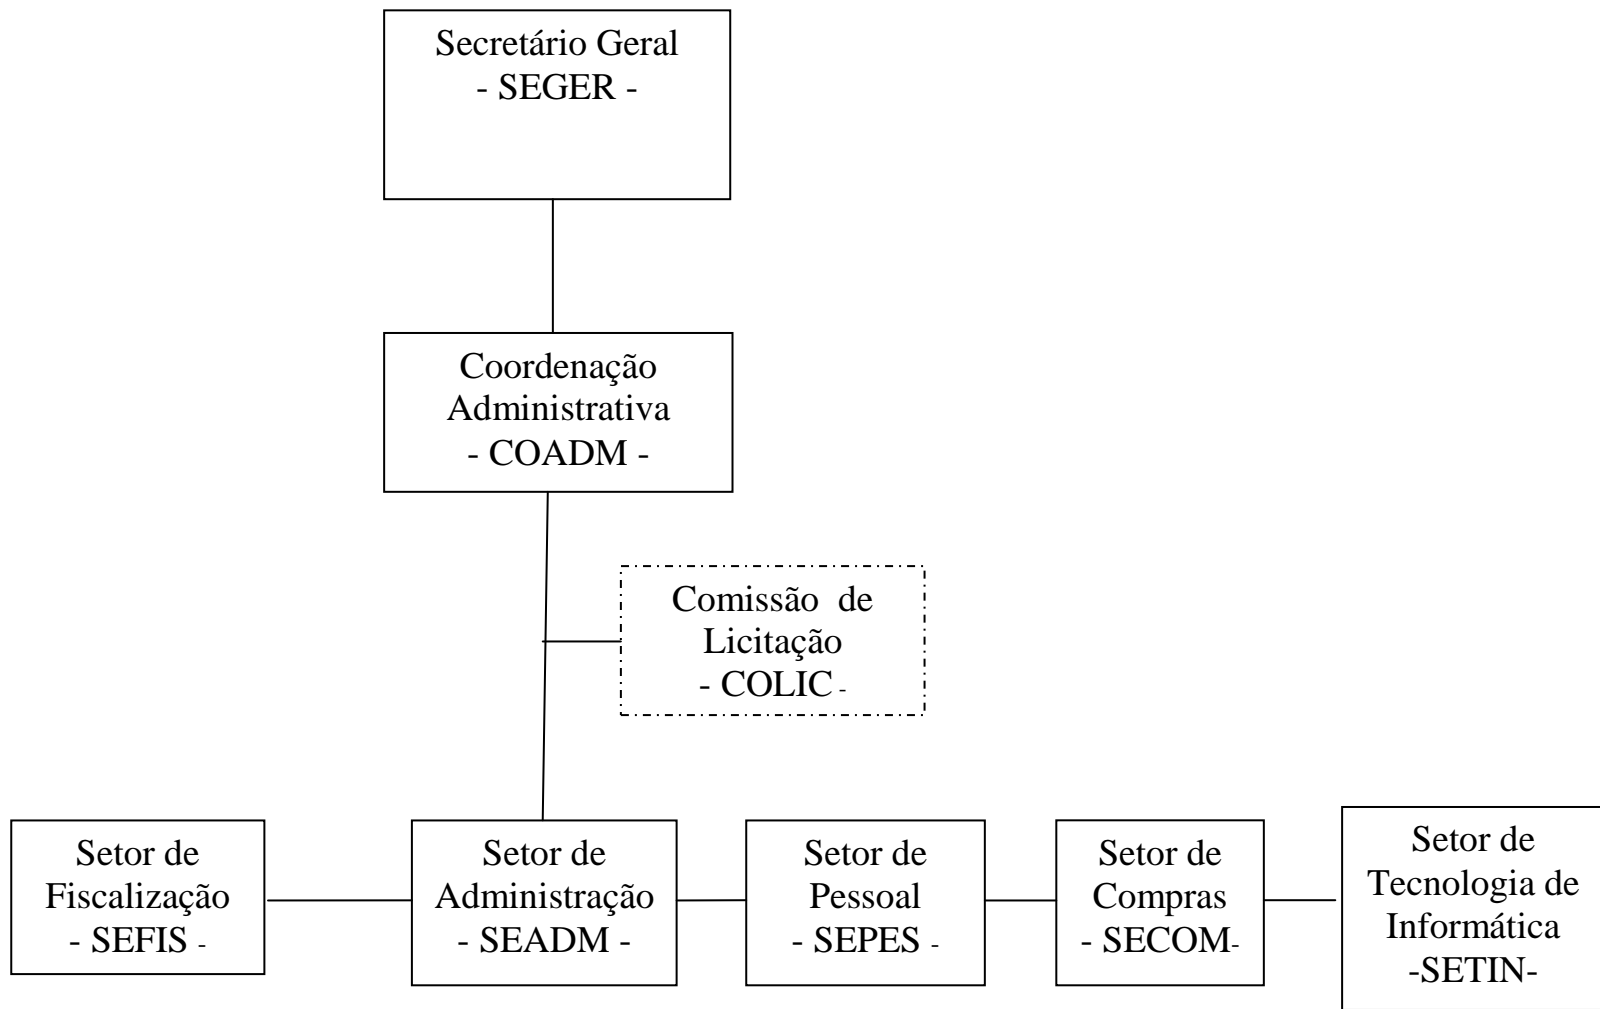 Secretário Geral
- SEGER -
Coordenação
Administrativa
- COADM -
Comissão de
Licitação
- COLIC -
Setor de
Fiscalização
- SEFIS -
Setor de
Administração
- SEADM -
Setor de
Pessoal
- SEPES -
Setor de
Compras
- SECOM-
Setor de
Tecnologia de
Informática
-SETIN-